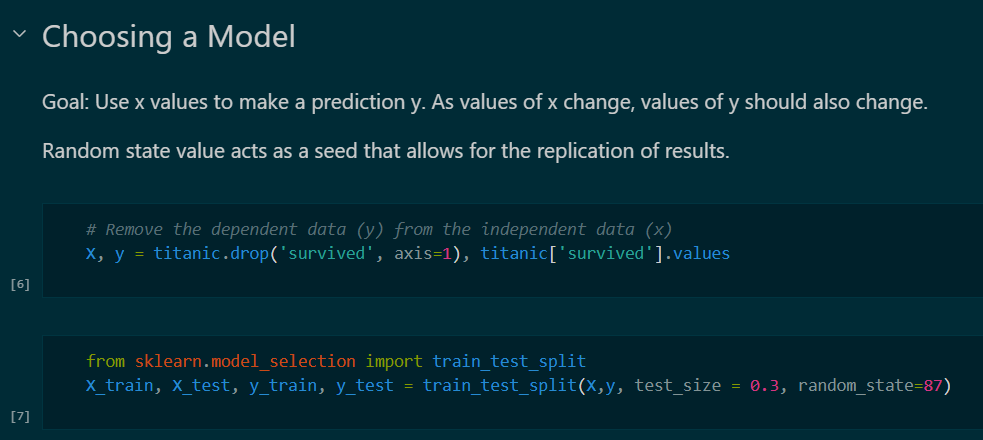 Choosing a Model
Goal: Use x values to make a prediction y. As values of x change, values of y should also change.
Random state value acts as a seed that allows for the replication of results.
# Remove the dependent data (y) from the independent data (x)
X, y = titanic.drop('survived', axis=1), titanic['survived'].values
[6]
from sklearn.model_selection import train_test_split
X_train, X_test, y_train, y_test = train_test_split(X,y, test_size = 0.3, random_state=87)
[7]